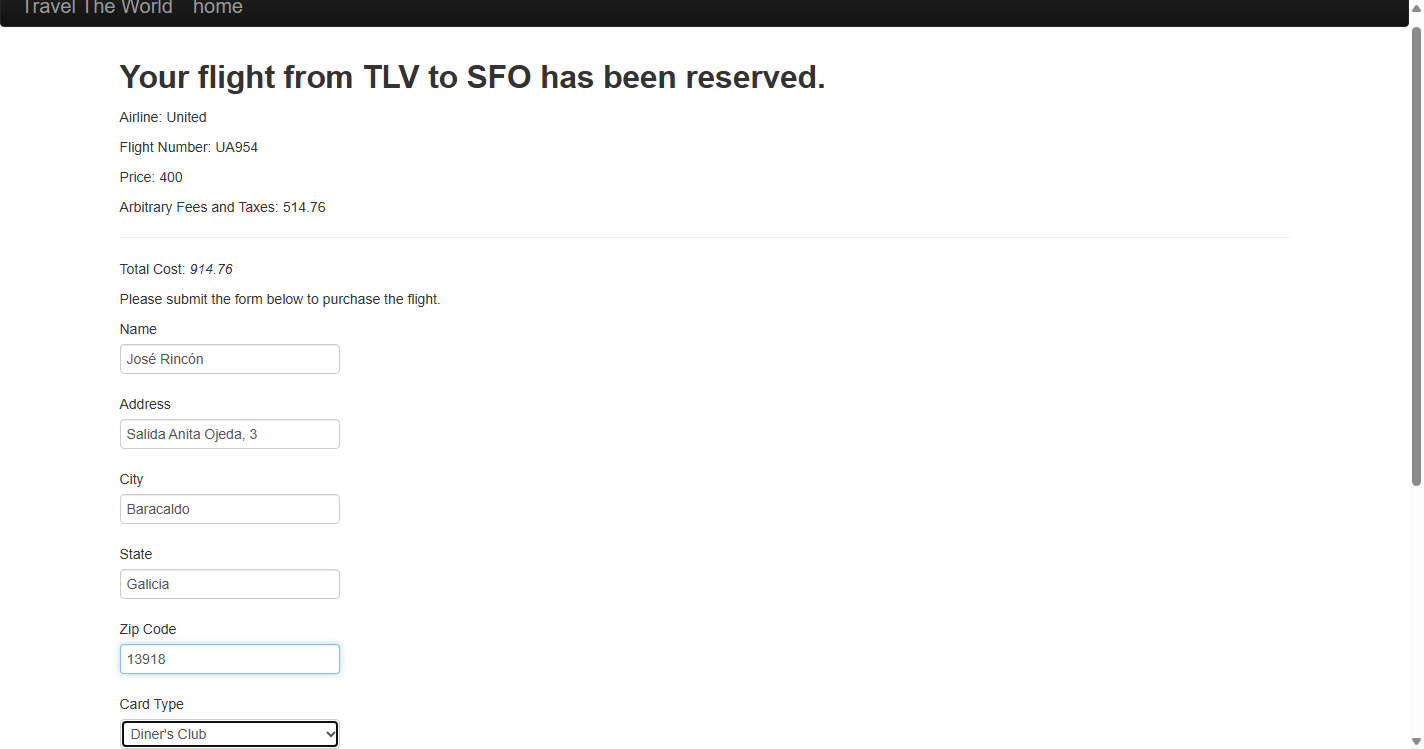 Travel The World home
Your flight from TLV to SFO has been reserved.
Airline: United
Flight Number: UA954
Price: 400
Arbitrary Fees and Taxes: 514.76
Total Cost: 914.76
Please submit the form below to purchase the flight.
Name
José Rincón
Address
Salida Anita Ojeda, 3
City
Baracaldo
State
Galicia
Zip Code
13918
Card Type
Diner's Club